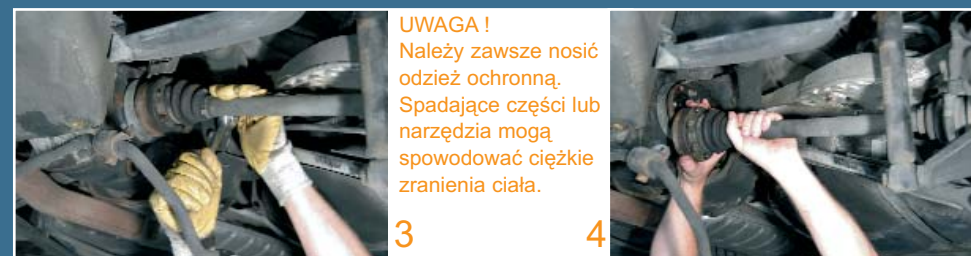 UWAGA !
Należy zawsze nosić
odzież ochronną.
Spadające części lub
narzędzia mogą
spowodować ciężkie
zranienia ciała.
3 4